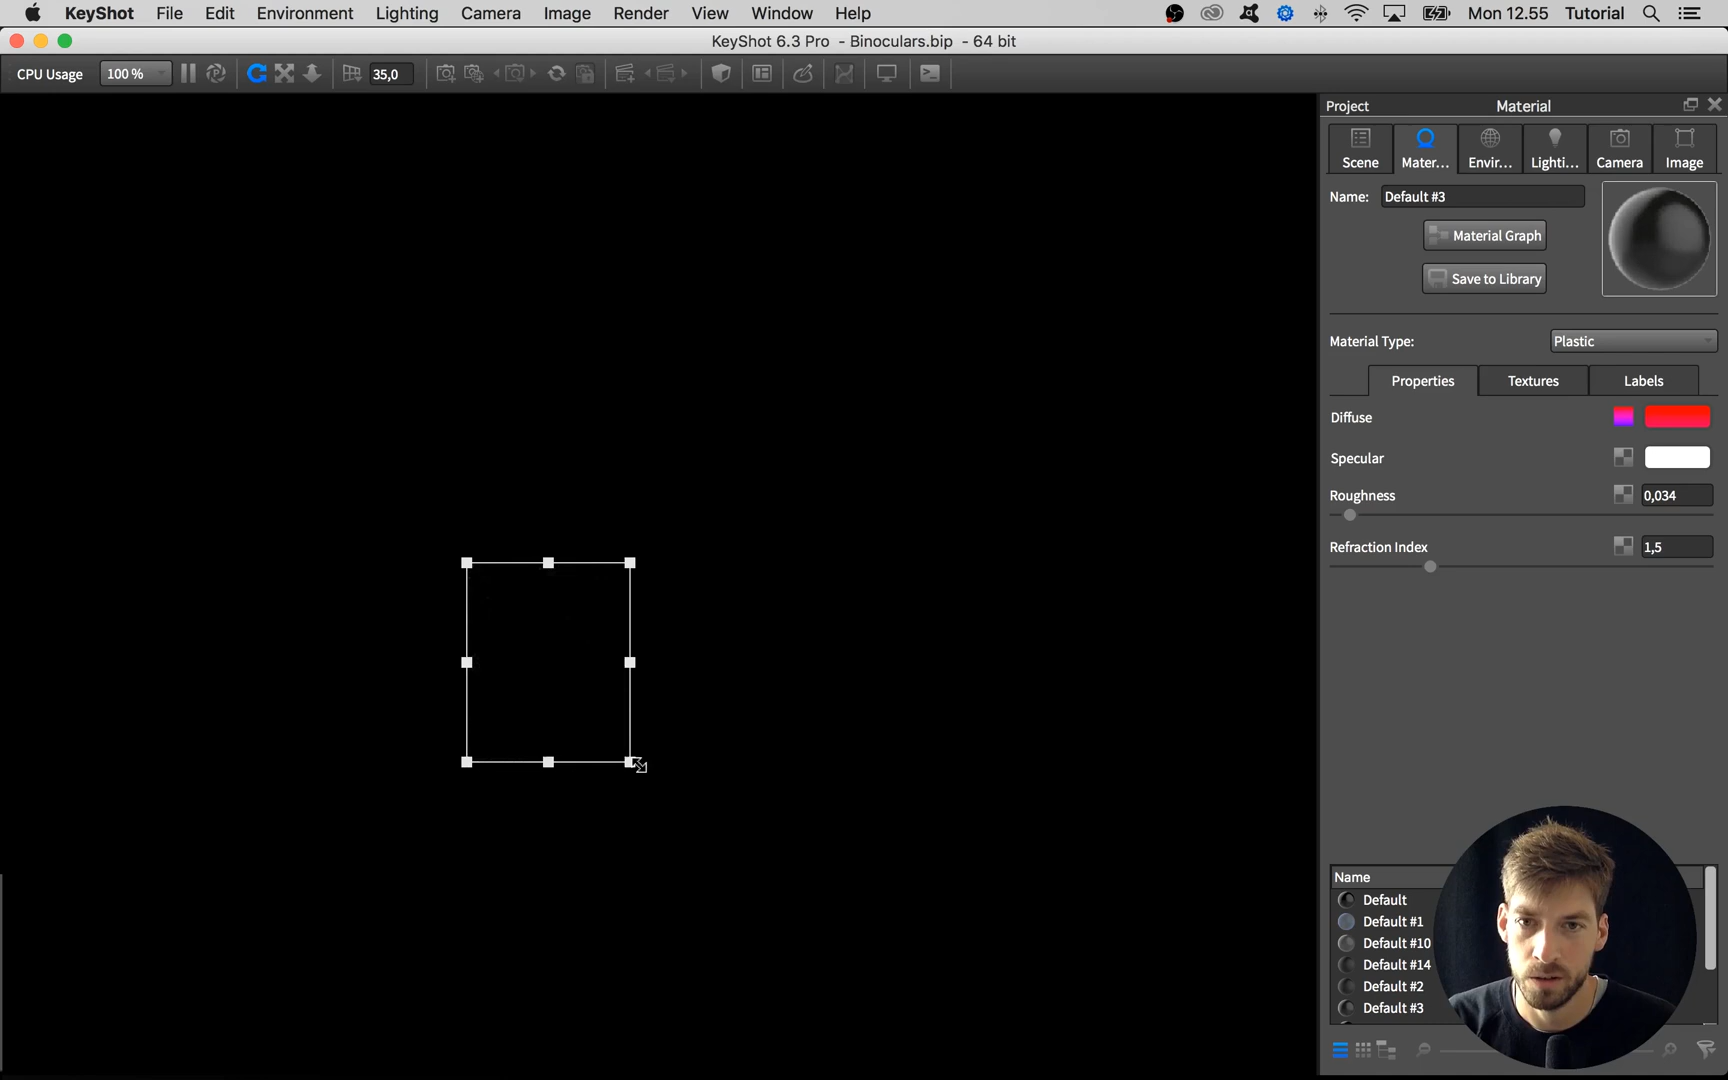 KeyShot File Edit Environment Lighting Camera Image Render View Window Help Mon 12.55 Tutorial
KeyShot 6.3 Pro - Binoculars.bip - 64 bit
CPU Usage 100 % 35,0
Project Material
Scene Mater... Envir... Lighti... Camera Image
Name: Default #3
Material Graph
Save to Library
Material Type: Plastic
Properties Textures Labels
Diffuse
Specular
Roughness 0,034
Refraction Index 1,5
Name
Default
Default #1
Default #10
Default #14
Default #2
Default #3